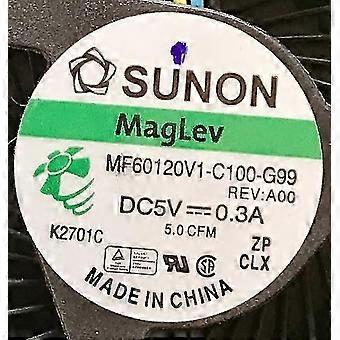 SUNON
MagLev
MF60120V1-C100-G99
REV:A00
DC5V⎓0.3A
5.0 CFM
K2701C
ZP
CLX
MADE IN CHINA